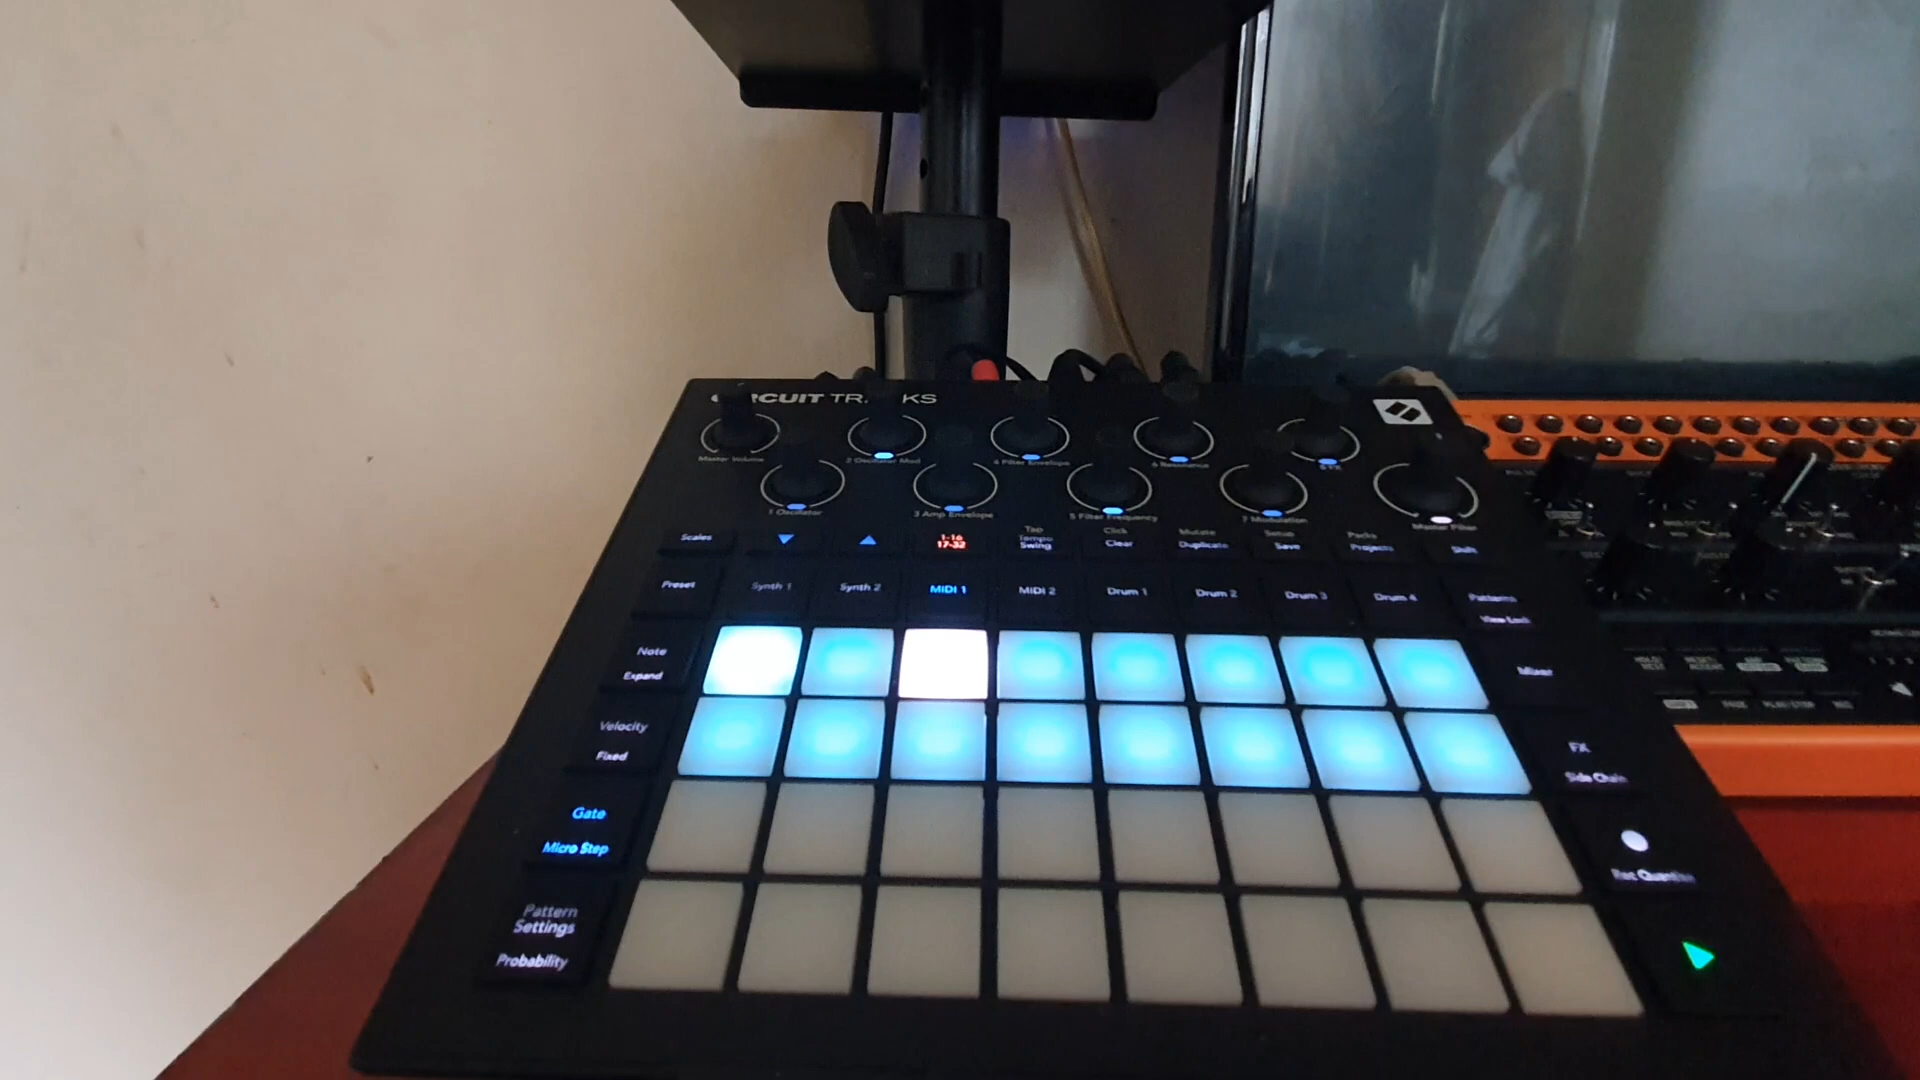 CIRCUIT TRACKS
Master Volume
2 Oscillator Mod
4 Filter Envelope
6 Resonance
8 FX
1 Oscillator
3 Amp Envelope
5 Filter Frequency
7 Modulation
Master Filter
Scales
1-16
17-32
Tap
Tempo
Swing
Click
Clear
Mutate
Duplicate
Setup
Save
Packs
Projects
Shift
Preset
Synth 1
Synth 2
MIDI 1
MIDI 2
Drum 1
Drum 2
Drum 3
Drum 4
Patterns
View Lock
Note
Expand
Mixer
Velocity
Fixed
FX
Side Chain
Gate
Micro Step
Rec Quantise
Pattern
Settings
Probability